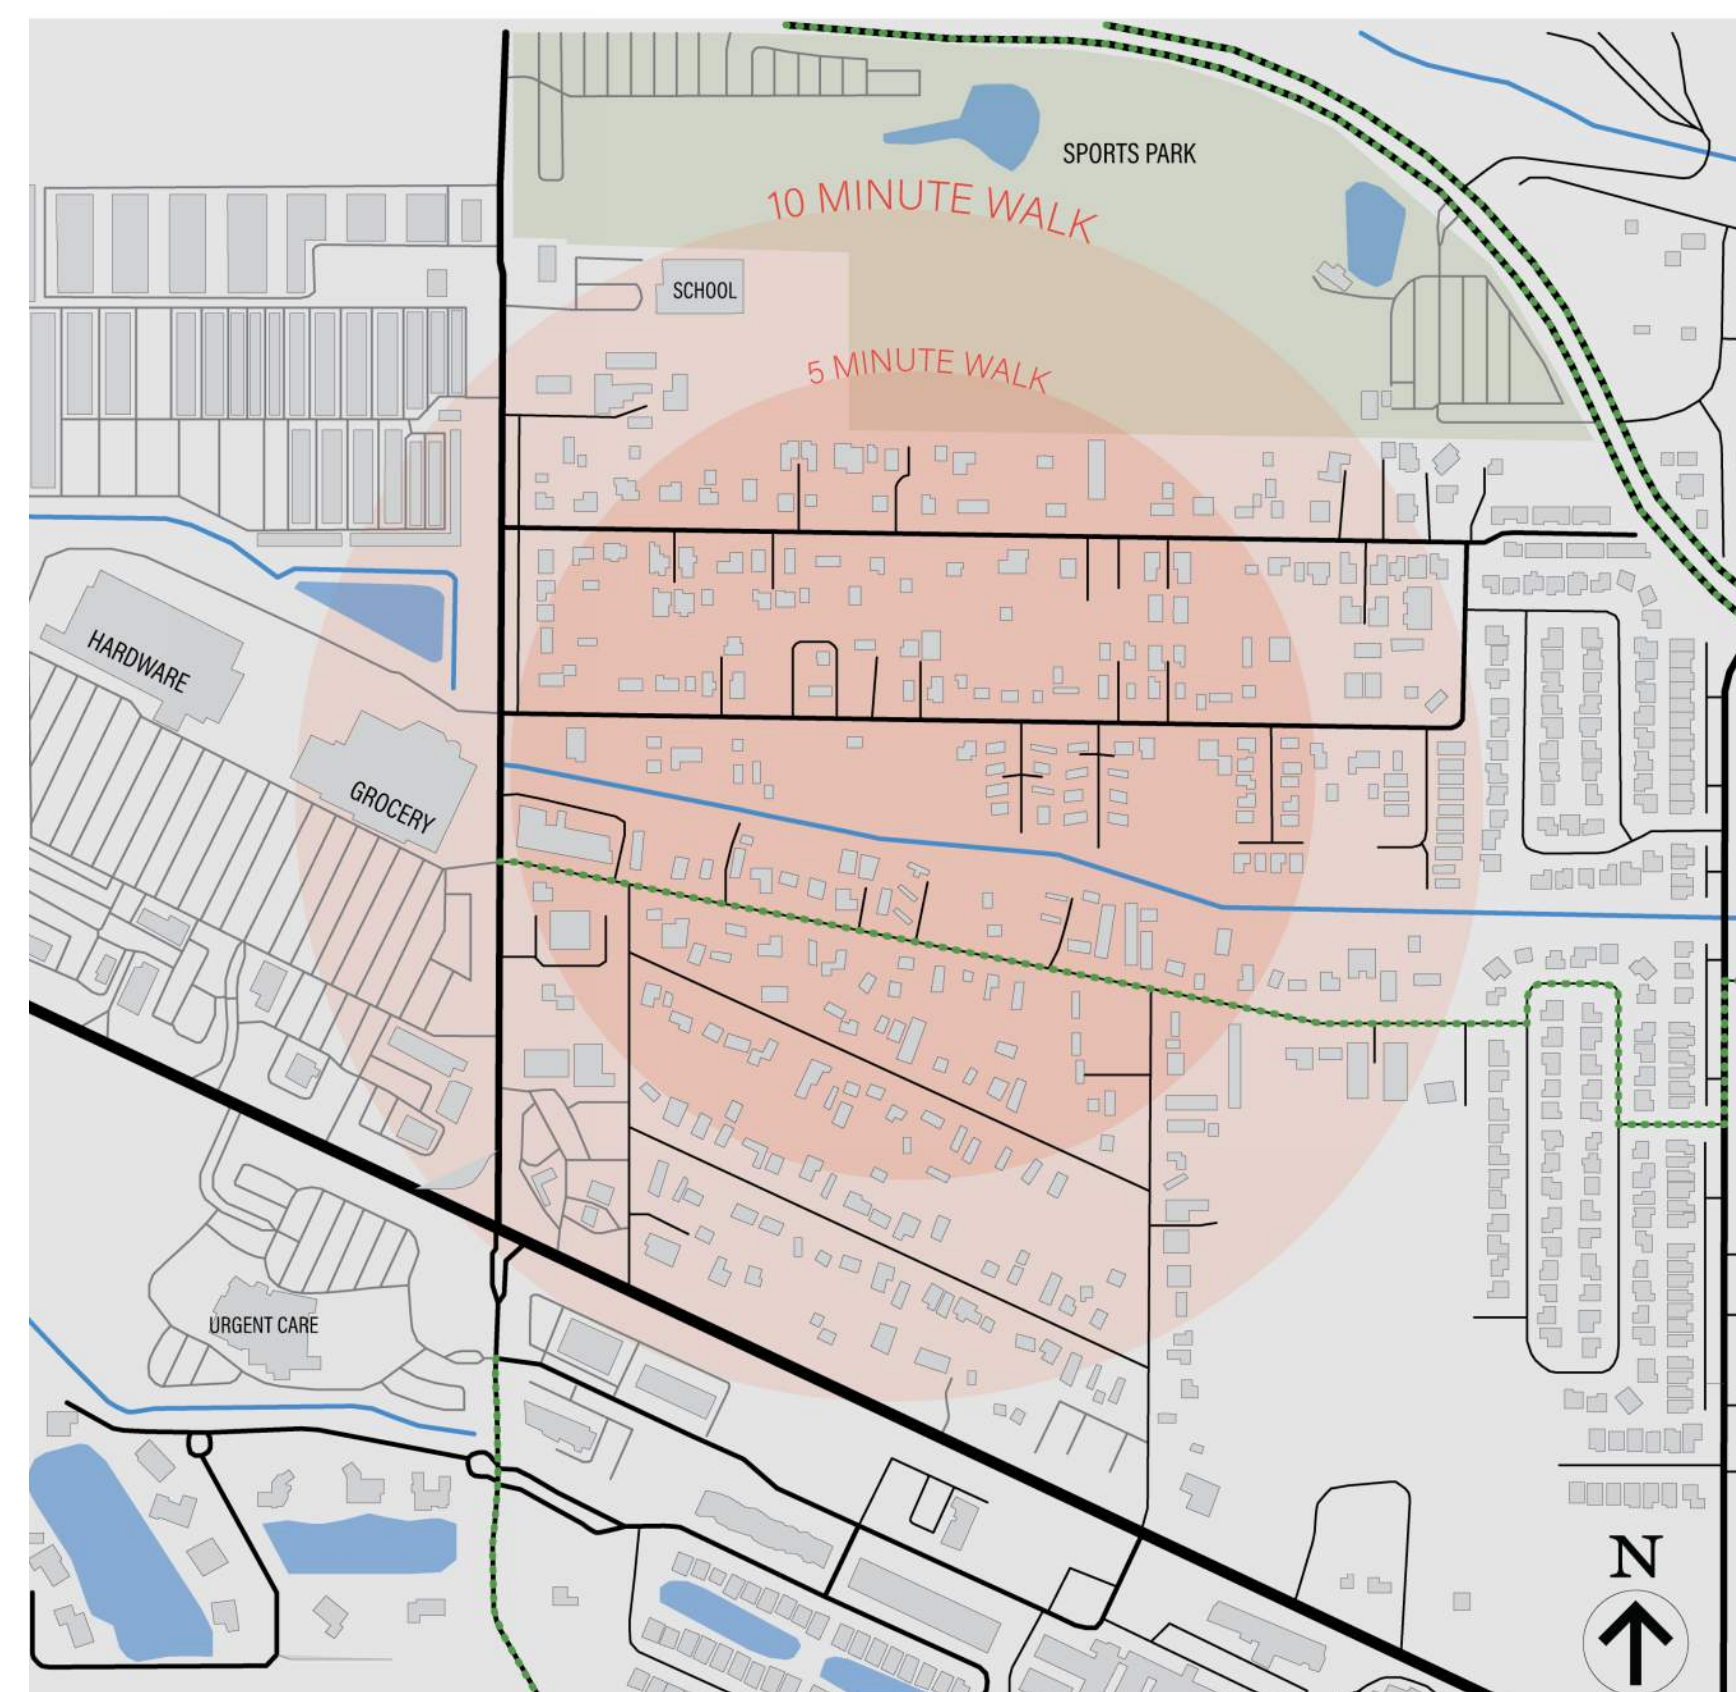 SPORTS PARK
10 MINUTE WALK
SCHOOL
5 MINUTE WALK
HARDWARE
GROCERY
URGENT CARE
N